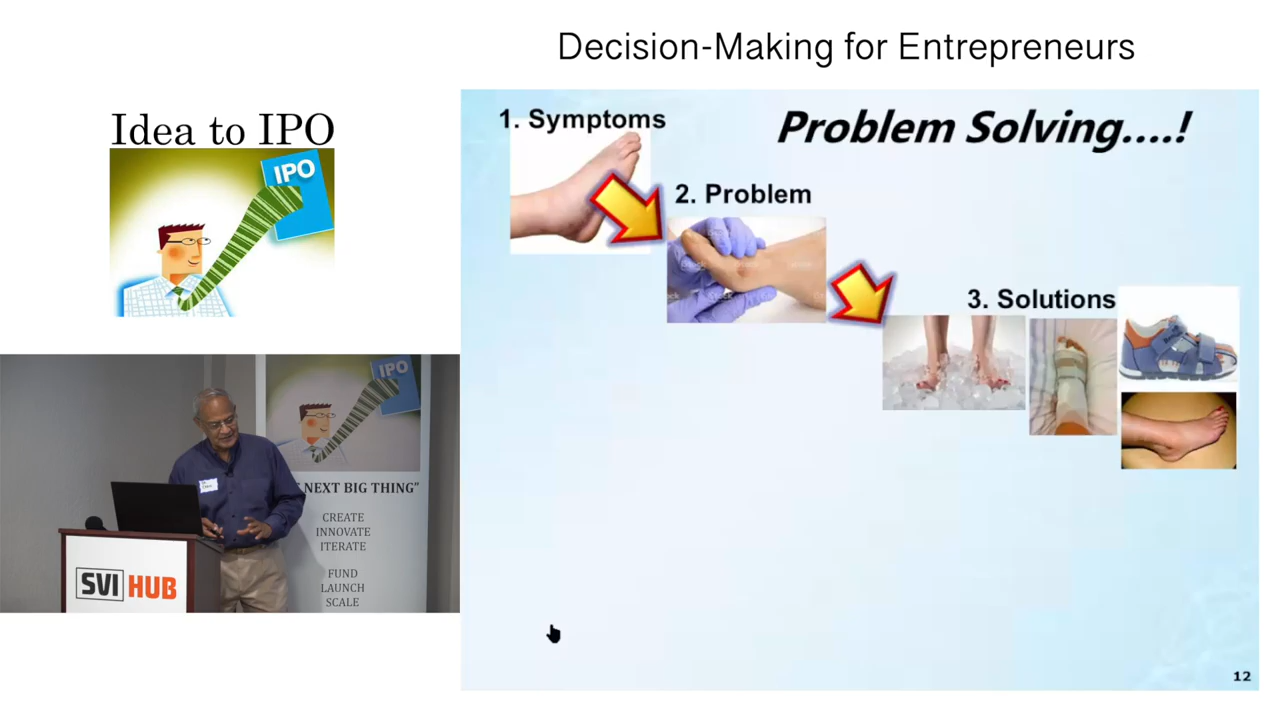 Decision-Making for Entrepreneurs
Idea to IPO
IPO
1. Symptoms
Problem Solving....!
2. Problem
3. Solutions
12
IPO
NEXT BIG THING"
CREATE
INNOVATE
ITERATE
FUND
LAUNCH
SCALE
SVI HUB